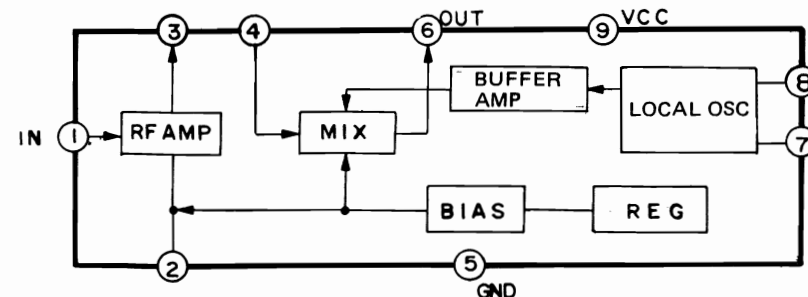 3 4 6 OUT 9 VCC
BUFFER
AMP
8
LOCAL OSC
IN 1 RF AMP MIX
7
BIAS REG
2 5
GND